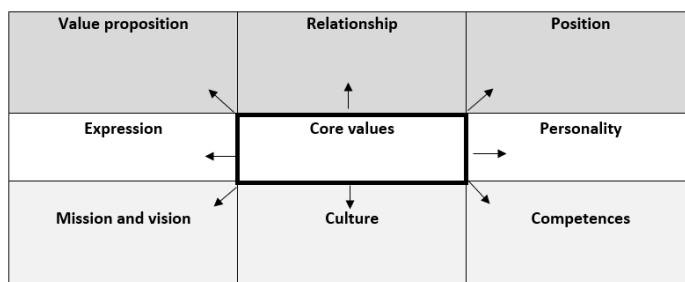 Value proposition
Relationship
Position
Expression
Core values
Personality
Mission and vision
Culture
Competences